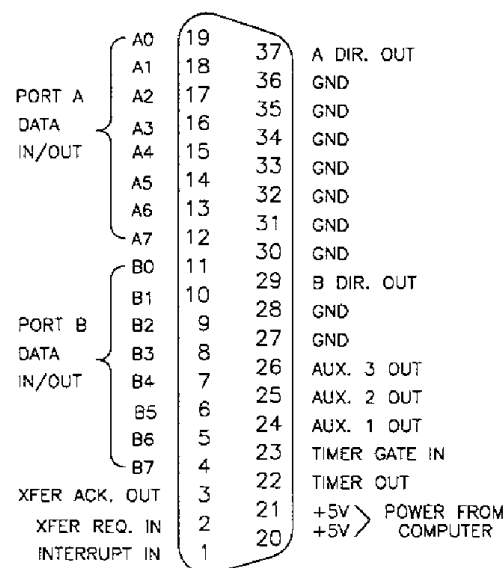 A0 19 37 A DIR. OUT
A1 18 36 GND
PORT A A2 17 35 GND
DATA A3 16 34 GND
IN/OUT A4 15 33 GND
A5 14 32 GND
A6 13 31 GND
A7 12 30 GND
B0 11 29 B DIR. OUT
B1 10 28 GND
PORT B B2 9 27 GND
DATA B3 8 26 AUX. 3 OUT
IN/OUT B4 7 25 AUX. 2 OUT
B5 6 24 AUX. 1 OUT
B6 5 23 TIMER GATE IN
B7 4 22 TIMER OUT
XFER ACK. OUT 3 21 +5V POWER FROM
XFER REQ. IN 2 20 +5V COMPUTER
INTERRUPT IN 1